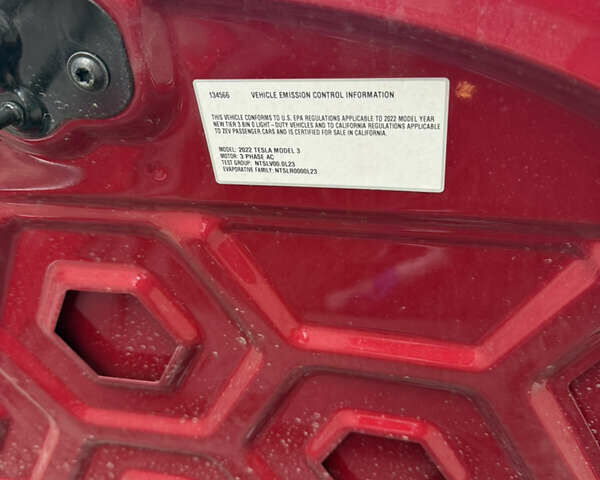 134566 VEHICLE EMISSION CONTROL INFORMATION
THIS VEHICLE CONFORMS TO U.S. EPA REGULATIONS APPLICABLE TO 2022 MODEL YEAR
NEW TIER 3 BIN 0 LIGHT-DUTY VEHICLES AND TO CALIFORNIA REGULATIONS APPLICABLE
TO ZEV PASSENGER CARS AND IS CERTIFIED FOR SALE IN CALIFORNIA.
MODEL: 2022 TESLA MODEL 3
MOTOR: 3 PHASE AC
TEST GROUP: NTSLV00.0L23
EVAPORATIVE FAMILY: NTSLR0000L23